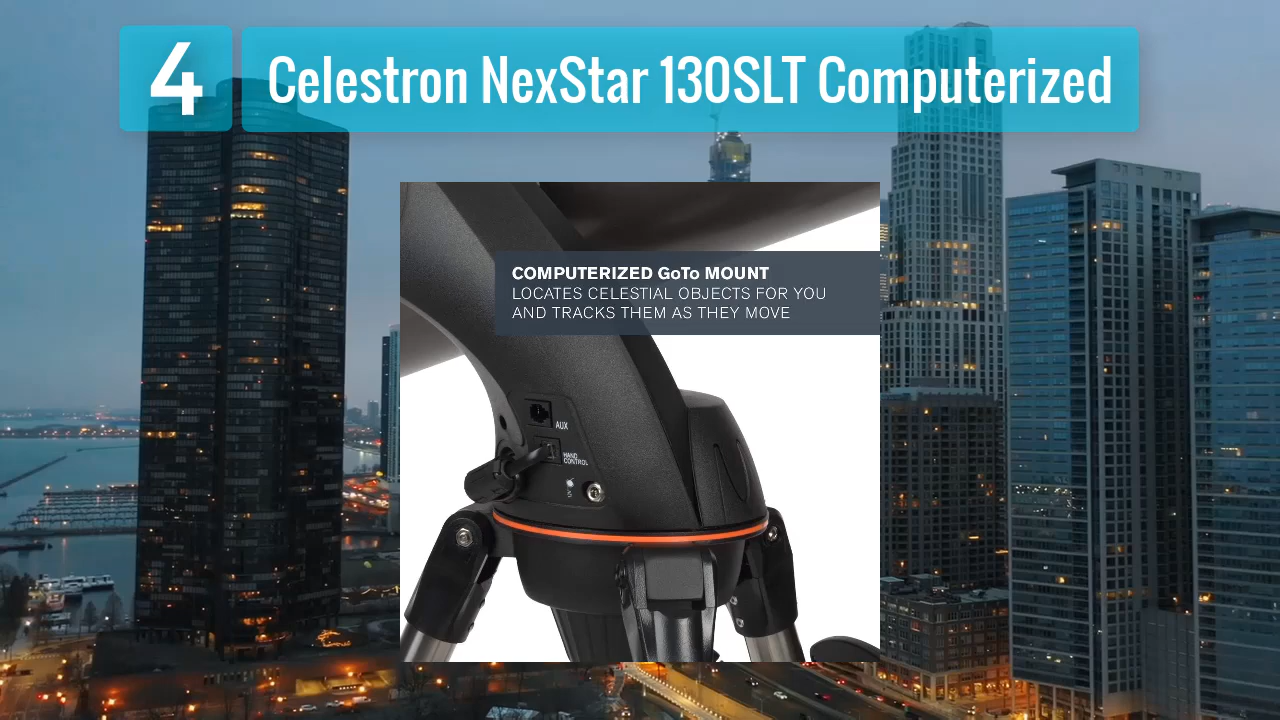 4
Celestron NexStar 130SLT Computerized
COMPUTERIZED GoTo MOUNT
LOCATES CELESTIAL OBJECTS FOR YOU
AND TRACKS THEM AS THEY MOVE
AUX
HAND
CONTROL